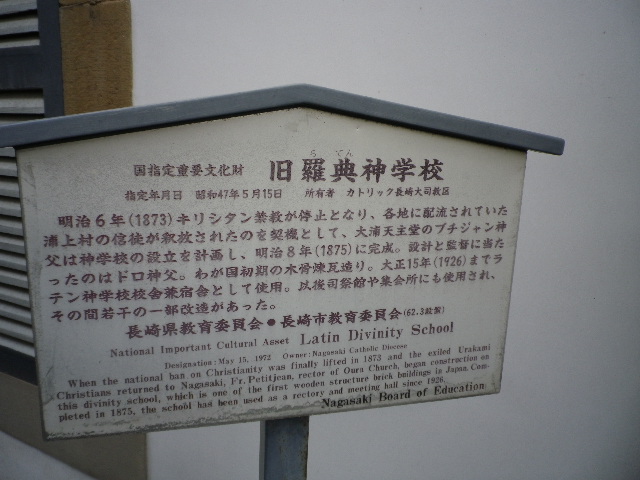 らてん
国指定重要文化財 旧羅典神学校
指定年月日 昭和47年5月15日 所有者 カトリック長崎大司教区
明治6年(1873)キリシタン禁教が停止となり、各地に配流されていた
浦上村の信徒が釈放されたのを契機として、大浦天主堂のプチジャン神
父は神学校の設立を計画し、明治8年(1875)に完成。設計と監督に当た
ったのはドロ神父。わが国初期の木骨煉瓦造り。大正15年(1926)までラ
テン神学校校舎兼宿舎として使用。以後司祭館や集会所にも使用され、
その間若干の一部改造があった。
長崎県教育委員会●長崎市教育委員会(62.3設置)
National Important Cultural Asset Latin Divinity School
Designation: May 15, 1972 Owner: Nagasaki Catholic Diocese
When the national ban on Christianity was finally lifted in 1873 and the exiled Urakami
Christians returned to Nagasaki, Fr. Petitjean, rector of Oura Church, began construction on
this divinity school, which is one of the first wooden structure brick buildings in Japan. Com-
pleted in 1875, the school has been used as a rectory and meeting hall since 1926.
Nagasaki Board of Education